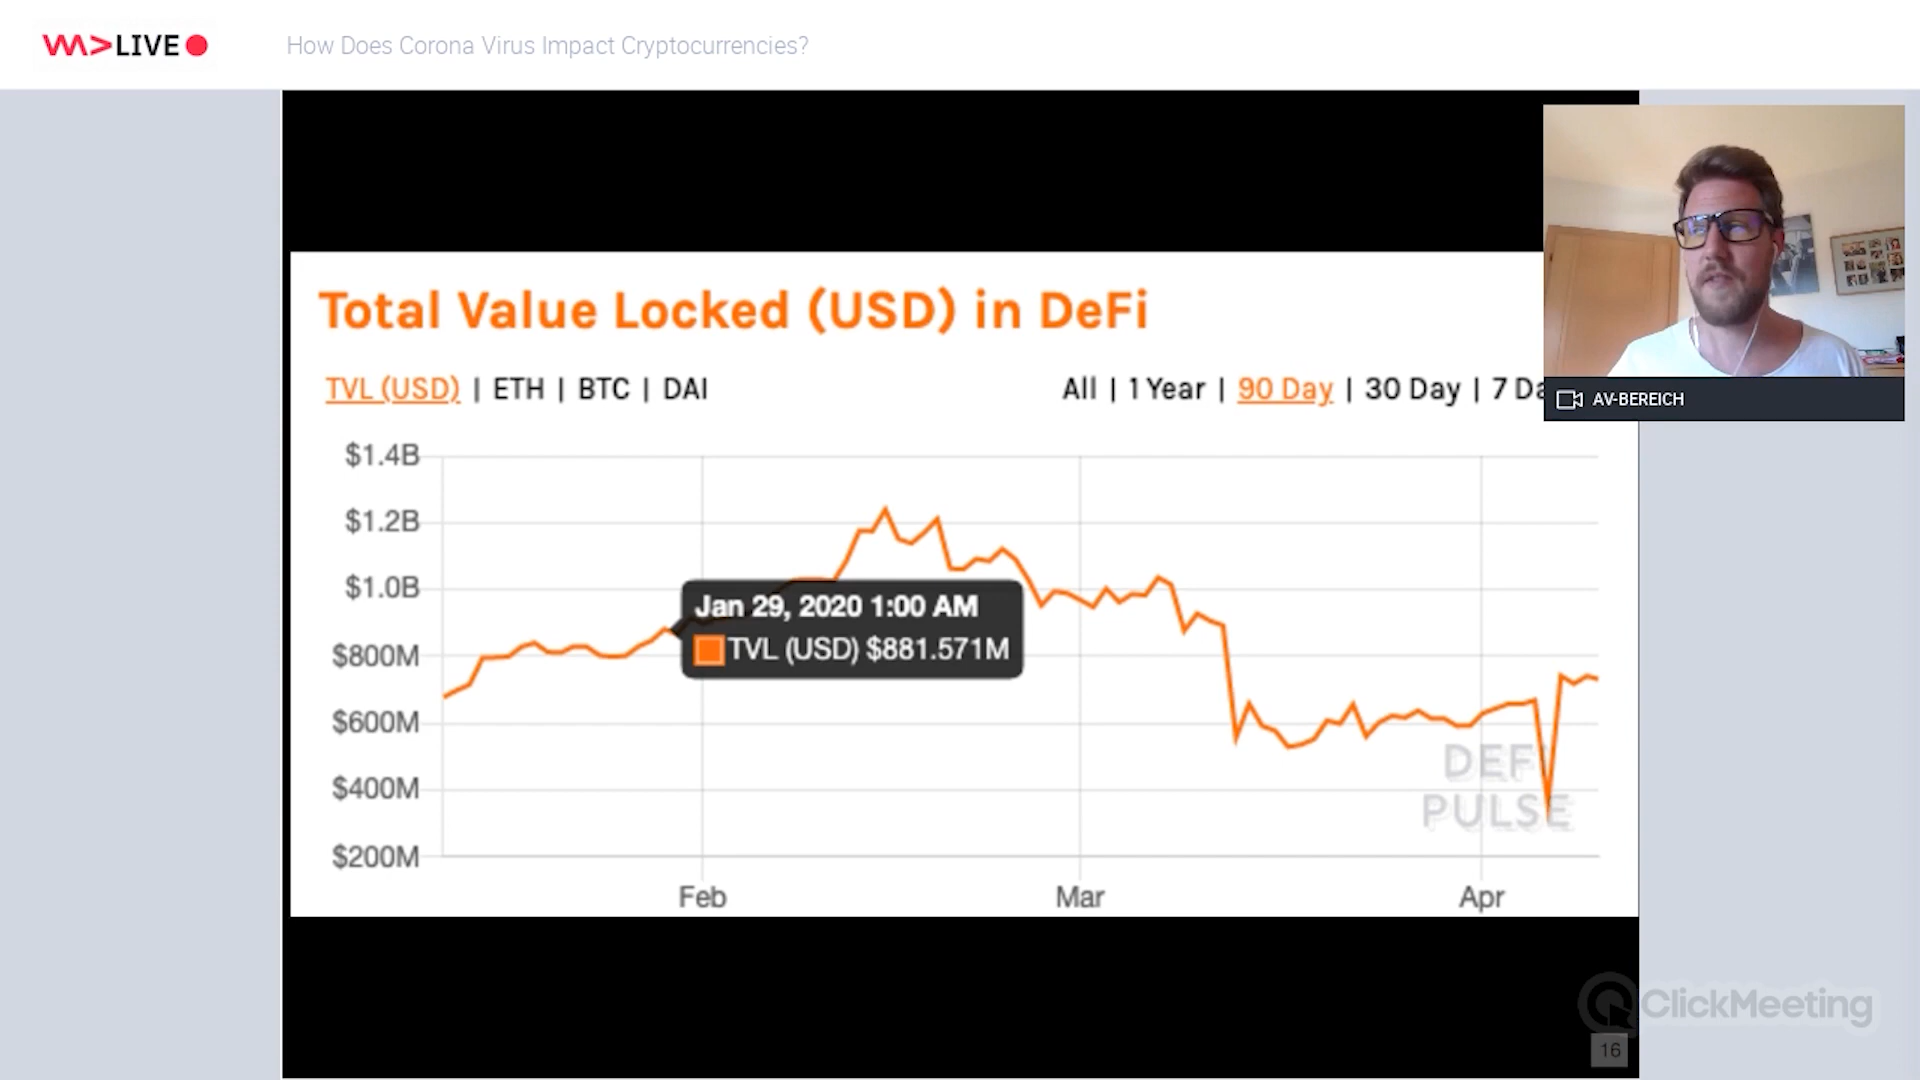 VM>LIVE
How Does Corona Virus Impact Cryptocurrencies?
Total Value Locked (USD) in DeFi
TVL (USD) | ETH | BTC | DAI
All | 1 Year | 90 Day | 30 Day | 7 Da
AV-BEREICH
$1.4B
$1.2B
$1.0B
$800M
$600M
$400M
$200M
Jan 29, 2020 1:00 AM
TVL (USD) $881.571M
DEFI
PULSE
Feb
Mar
Apr
ClickMeeting
16